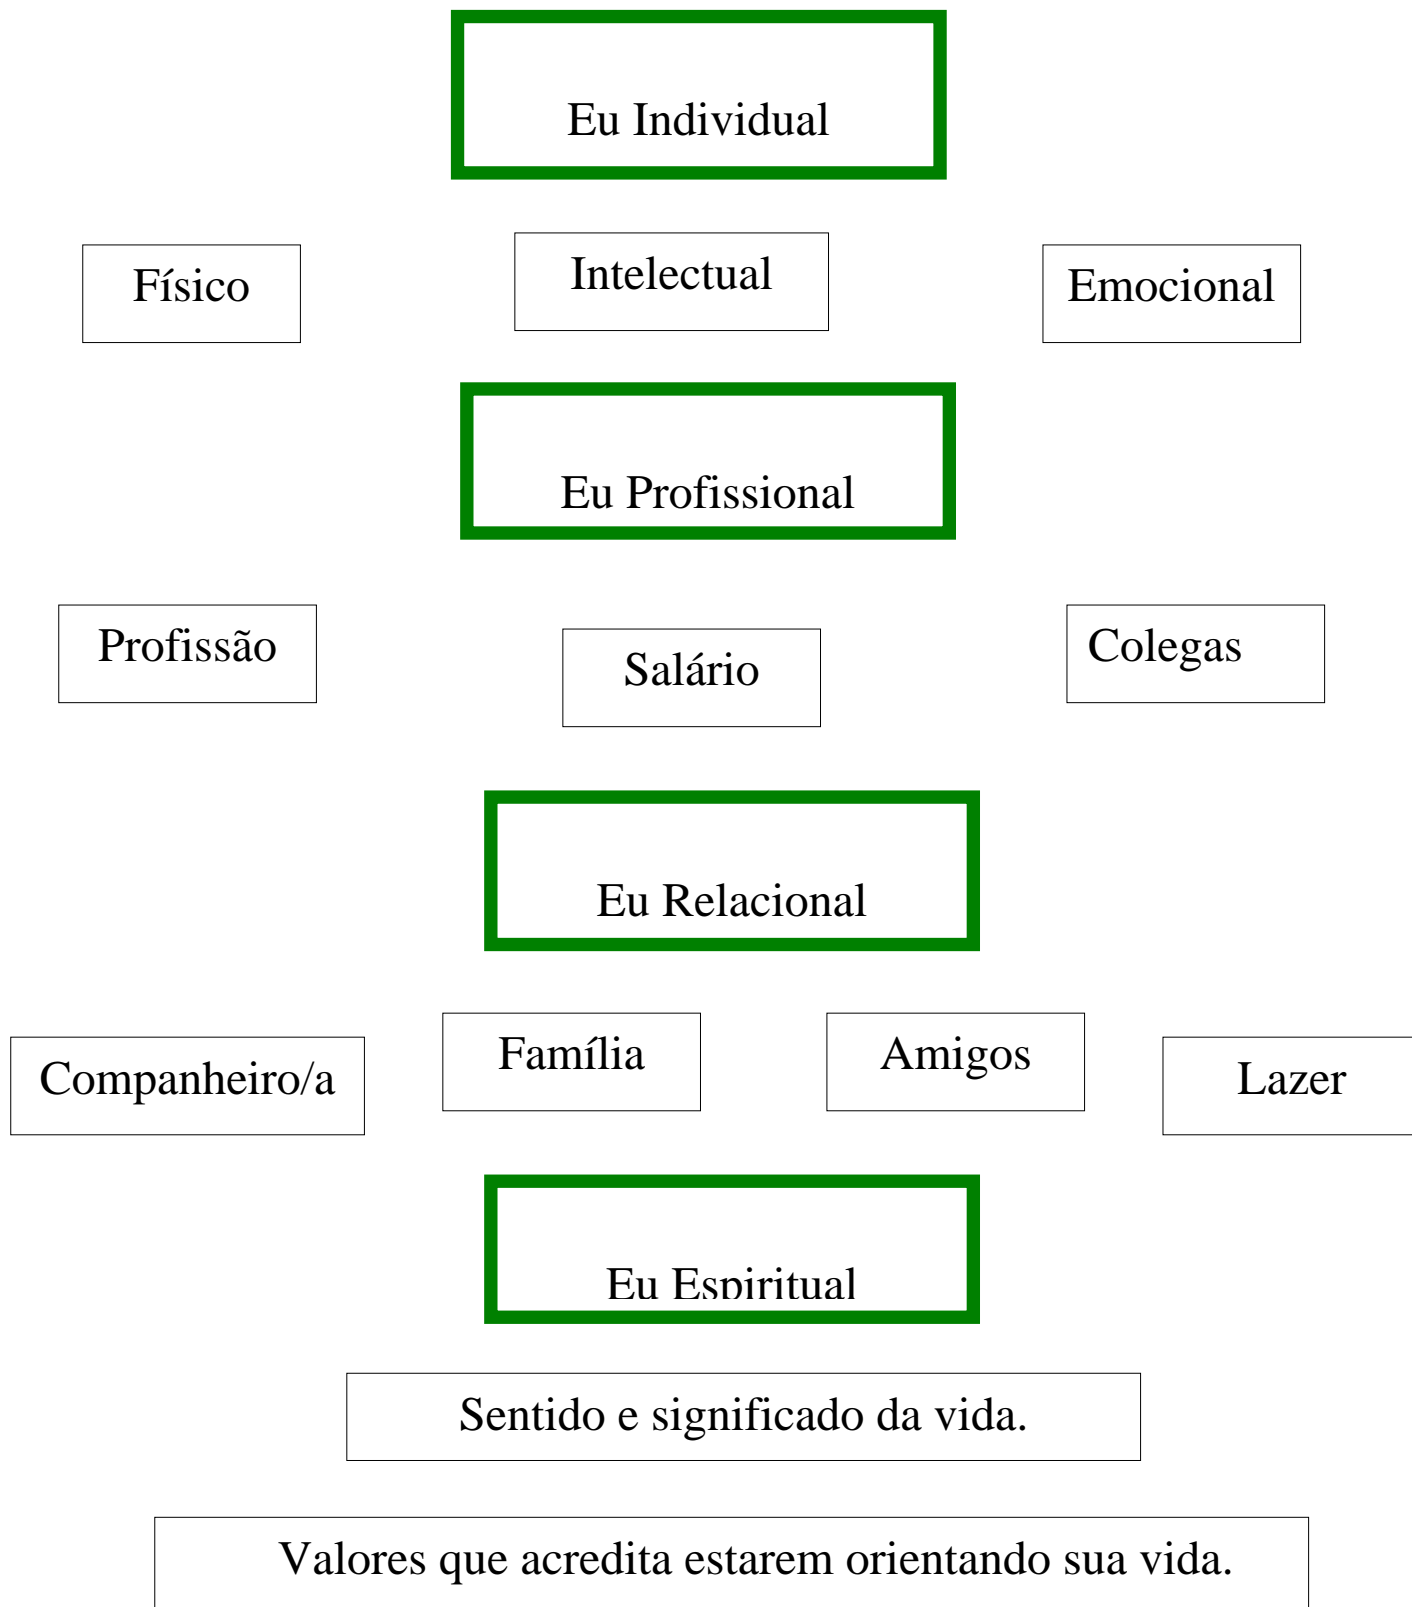 Eu Individual
Físico
Intelectual
Emocional
Eu Profissional
Profissão
Salário
Colegas
Eu Relacional
Companheiro/a
Família
Amigos
Lazer
Eu Espiritual
Sentido e significado da vida.
Valores que acredita estarem orientando sua vida.